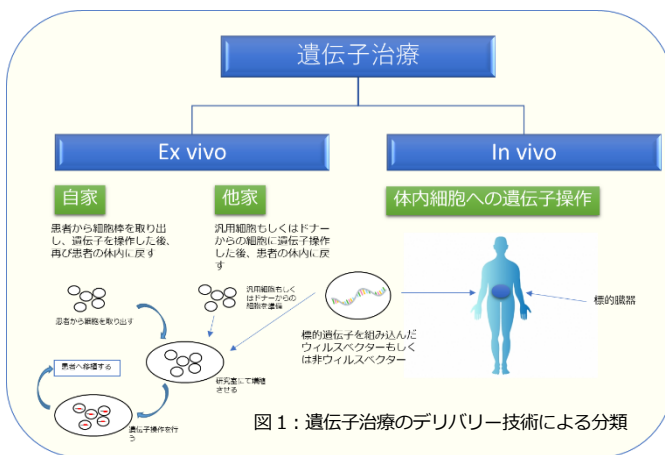 遺伝子治療
Ex vivo
In vivo
自家
他家
体内細胞への遺伝子操作
患者から細胞棒を取り出
し、遺伝子を操作した後、
再び患者の体内に戻す
汎用細胞もしくはドナー
からの細胞に遺伝子操作
した後、患者の体内に戻
す
患者から細胞を取り出す
汎用細胞もしく
はドナーからの
細胞を準備
標的臓器
標的遺伝子を組み込んだ
ウィルスベクターもしく
は非ウィルスベクター
患者へ移植する
研究室にて増殖
させる
遺伝子操作を行
う
図1:遺伝子治療のデリバリー技術による分類